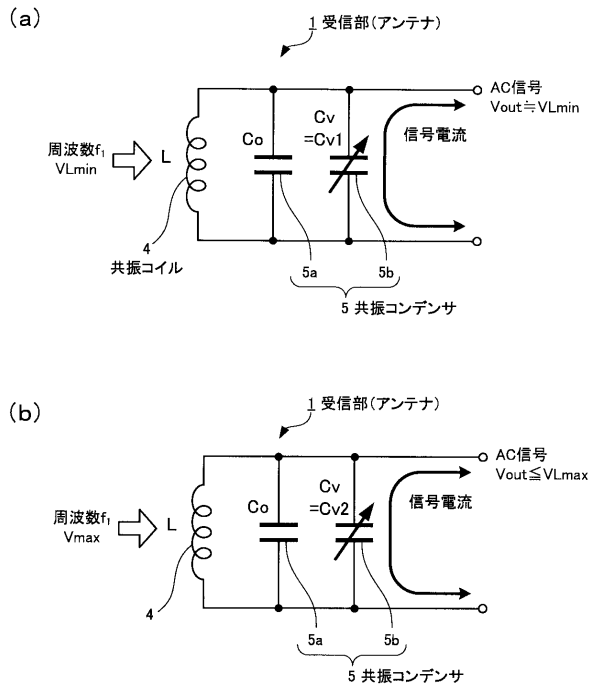 (a)
1 受信部(アンテナ)
AC信号
Vout≒VLmin
Cv
=Cv1
Co
信号電流
周波数f₁
VLmin
L
4
共振コイル
5a
5b
5 共振コンデンサ
(b)
1 受信部(アンテナ)
AC信号
Vout≦VLmax
Cv
=Cv2
Co
信号電流
周波数f₁
Vmax
L
4
5a
5b
5 共振コンデンサ